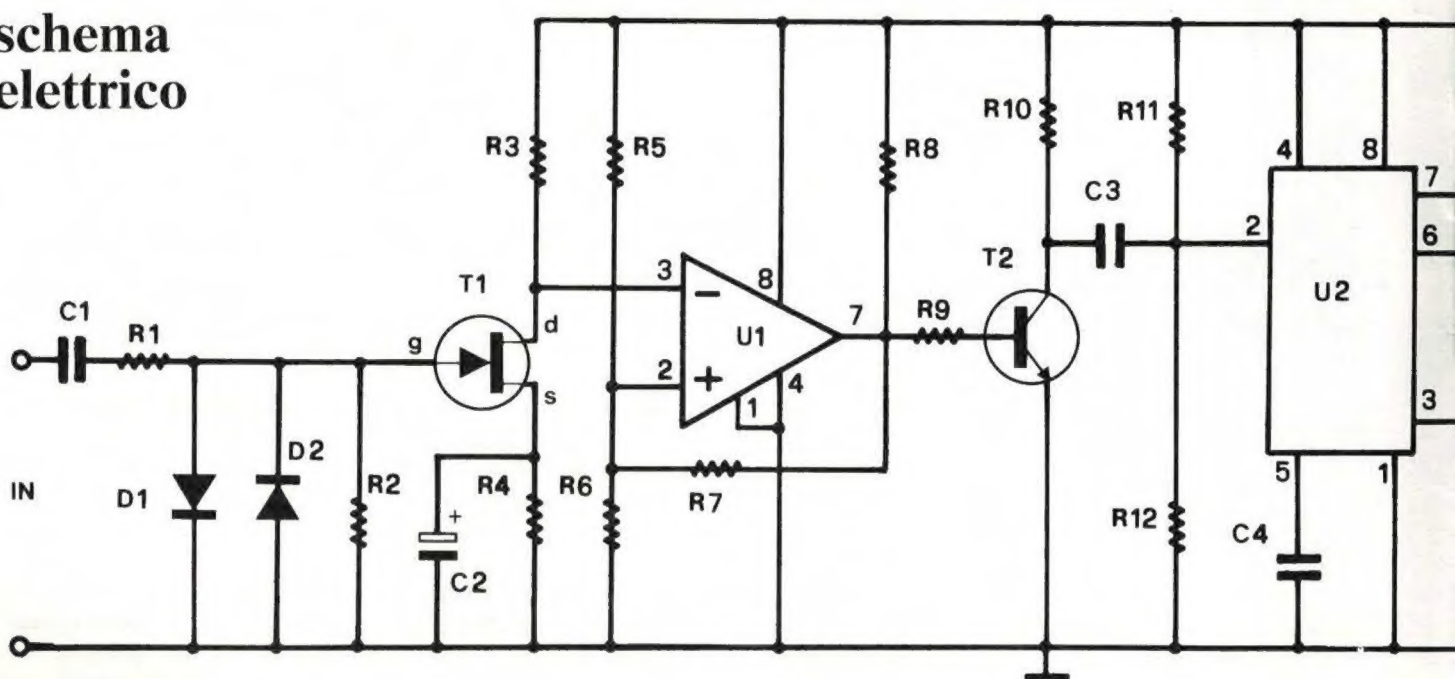 schema
elettrico
R3
R5
R8
R10
R11
4
8
7
C3
6
2
3
T1
8
T2
U2
C1
R1
d
g
U1
7
R9
s
2
4
1
3
D2
R2
R4
R6
R7
5
1
IN
D1
+
R12
C4
C2